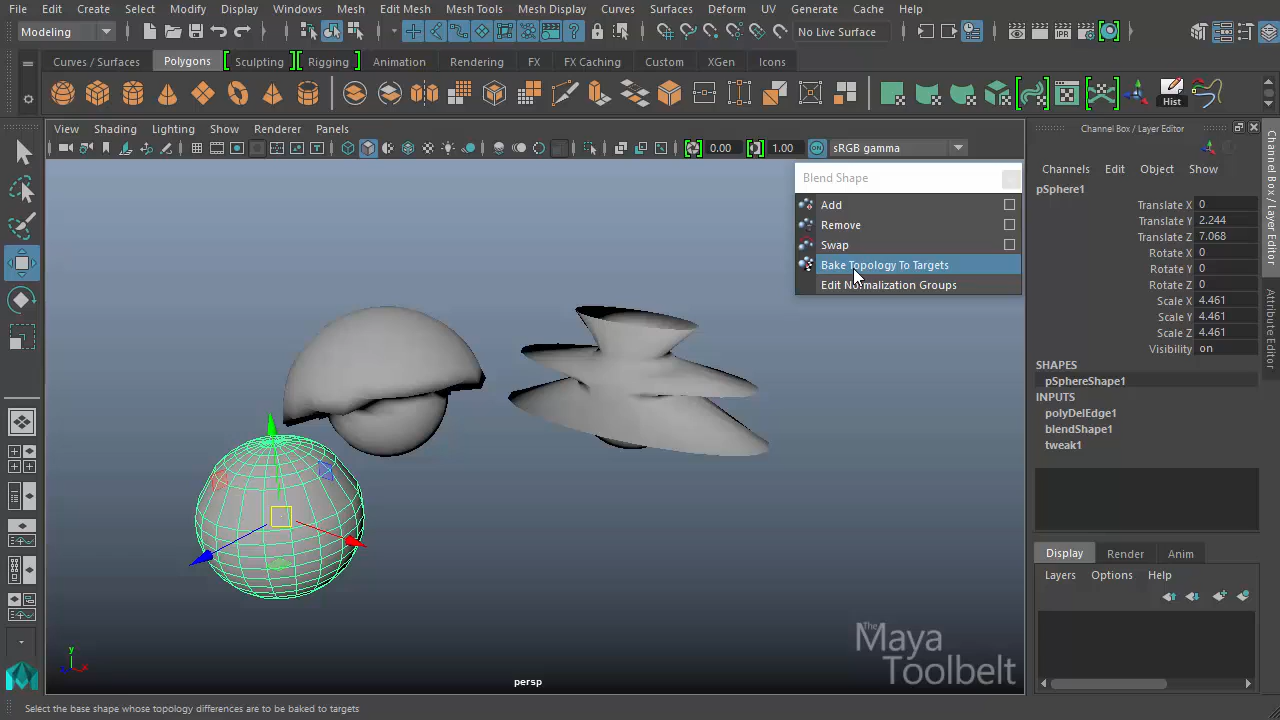 File Edit Create Select Modify Display Windows Mesh Edit Mesh Mesh Tools Mesh Display Curves Surfaces Deform UV Generate Cache Help
Modeling No Live Surface
Curves / Surfaces Polygons Sculpting Rigging Animation Rendering FX FX Caching Custom XGen Icons
IPR
Hist
View Shading Lighting Show Renderer Panels
0.00 1.00 ON sRGB gamma
Blend Shape
Add
Remove
Swap
Bake Topology To Targets
Edit Normalization Groups
Channel Box / Layer Editor
Channels Edit Object Show
pSphere1
Translate X 0
Translate Y 2.244
Translate Z 7.068
Rotate X 0
Rotate Y 0
Rotate Z 0
Scale X 4.461
Scale Y 4.461
Scale Z 4.461
Visibility on
SHAPES
pSphereShape1
INPUTS
polyDelEdge1
blendShape1
tweak1
Display Render Anim
Layers Options Help
Channel Box / Layer Editor
Attribute Editor
The
Maya
Toolbelt
y
x
z
persp
Select the base shape whose topology differences are to be baked to targets